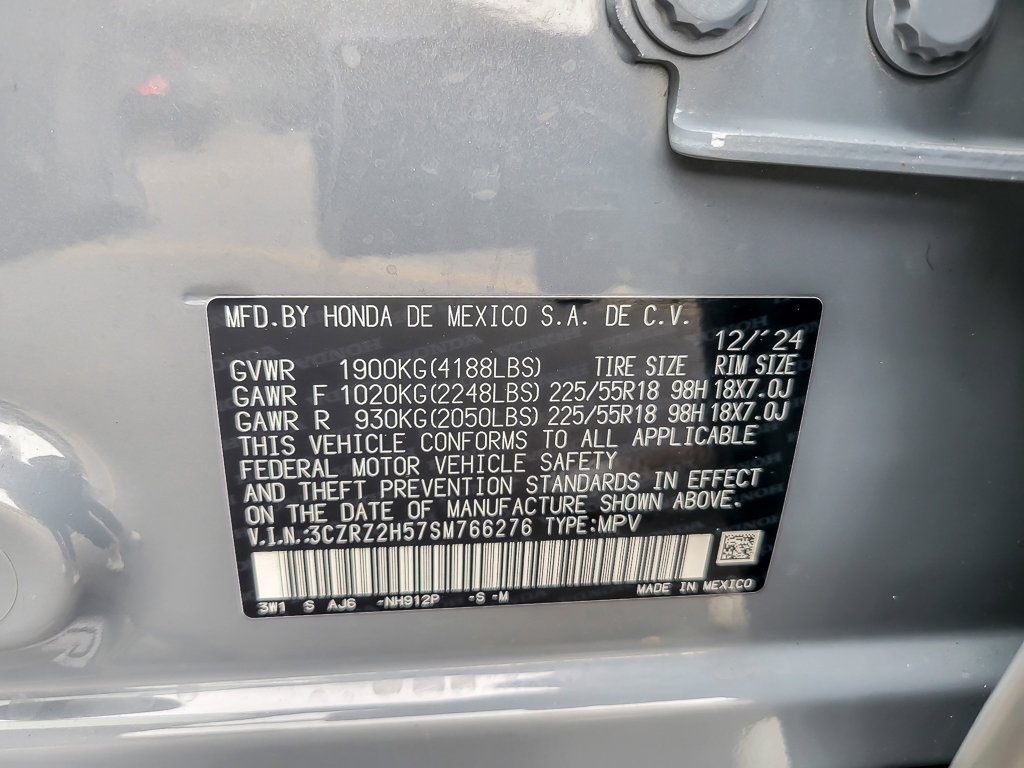 MFD.BY HONDA DE MEXICO S.A. DE C.V.
12/'24
GVWR 1900KG(4188LBS) TIRE SIZE RIM SIZE
GAWR F 1020KG(2248LBS) 225/55R18 98H 18X7.0J
GAWR R 930KG(2050LBS) 225/55R18 98H 18X7.0J
THIS VEHICLE CONFORMS TO ALL APPLICABLE
FEDERAL MOTOR VEHICLE SAFETY
AND THEFT PREVENTION STANDARDS IN EFFECT
ON THE DATE OF MANUFACTURE SHOWN ABOVE.
V.I.N.:3CZRZ2H57SM766276 TYPE:MPV
MADE IN MEXICO
3W1 S AJ6 -NH912P -S -M